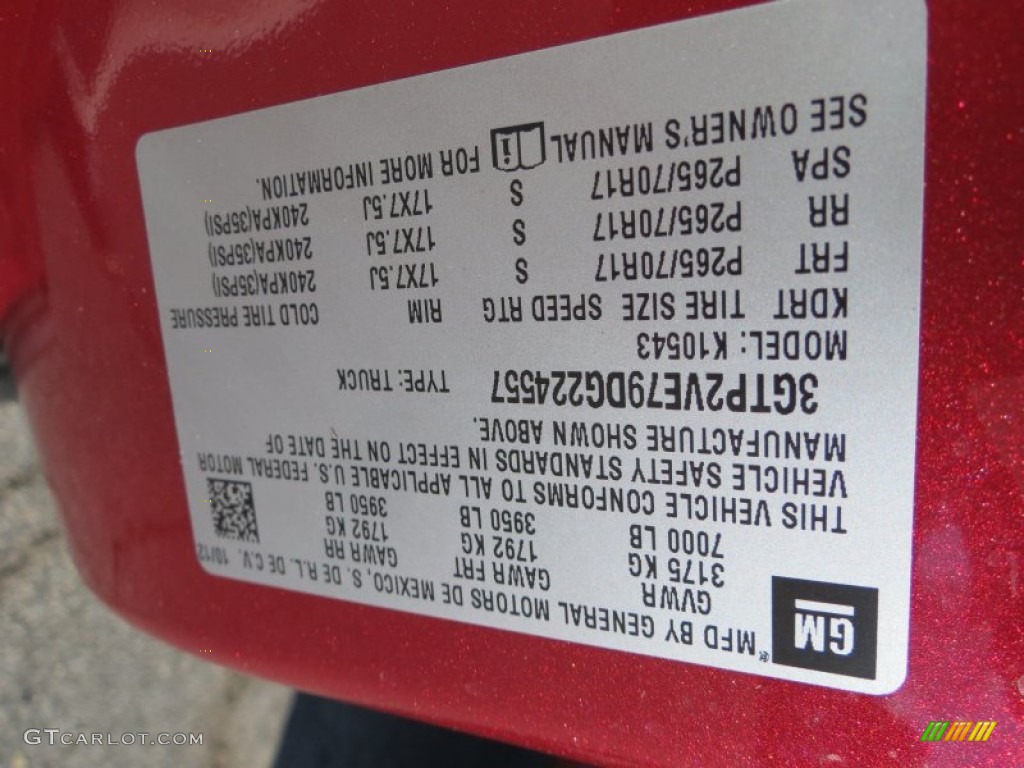 GM
MFD BY GENERAL MOTORS DE MEXICO, S. DE R.L. DE C.V. 10/12
GVWR GAWR FRT GAWR RR
3175 KG 1792 KG 1792 KG
7000 LB 3950 LB 3950 LB
THIS VEHICLE CONFORMS TO ALL APPLICABLE U.S. FEDERAL MOTOR
VEHICLE SAFETY STANDARDS IN EFFECT ON THE DATE OF
MANUFACTURE SHOWN ABOVE.
3GTP2VE79DG224557 TYPE: TRUCK
MODEL: K10543
KDRT TIRE SIZE SPEED RTG RIM COLD TIRE PRESSURE
FRT P265/70R17 S 17X7.5J 240KPA(35PSI)
RR P265/70R17 S 17X7.5J 240KPA(35PSI)
SPA P265/70R17 S 17X7.5J 240KPA(35PSI)
SEE OWNER'S MANUAL i FOR MORE INFORMATION.
GTCARLOT.COM